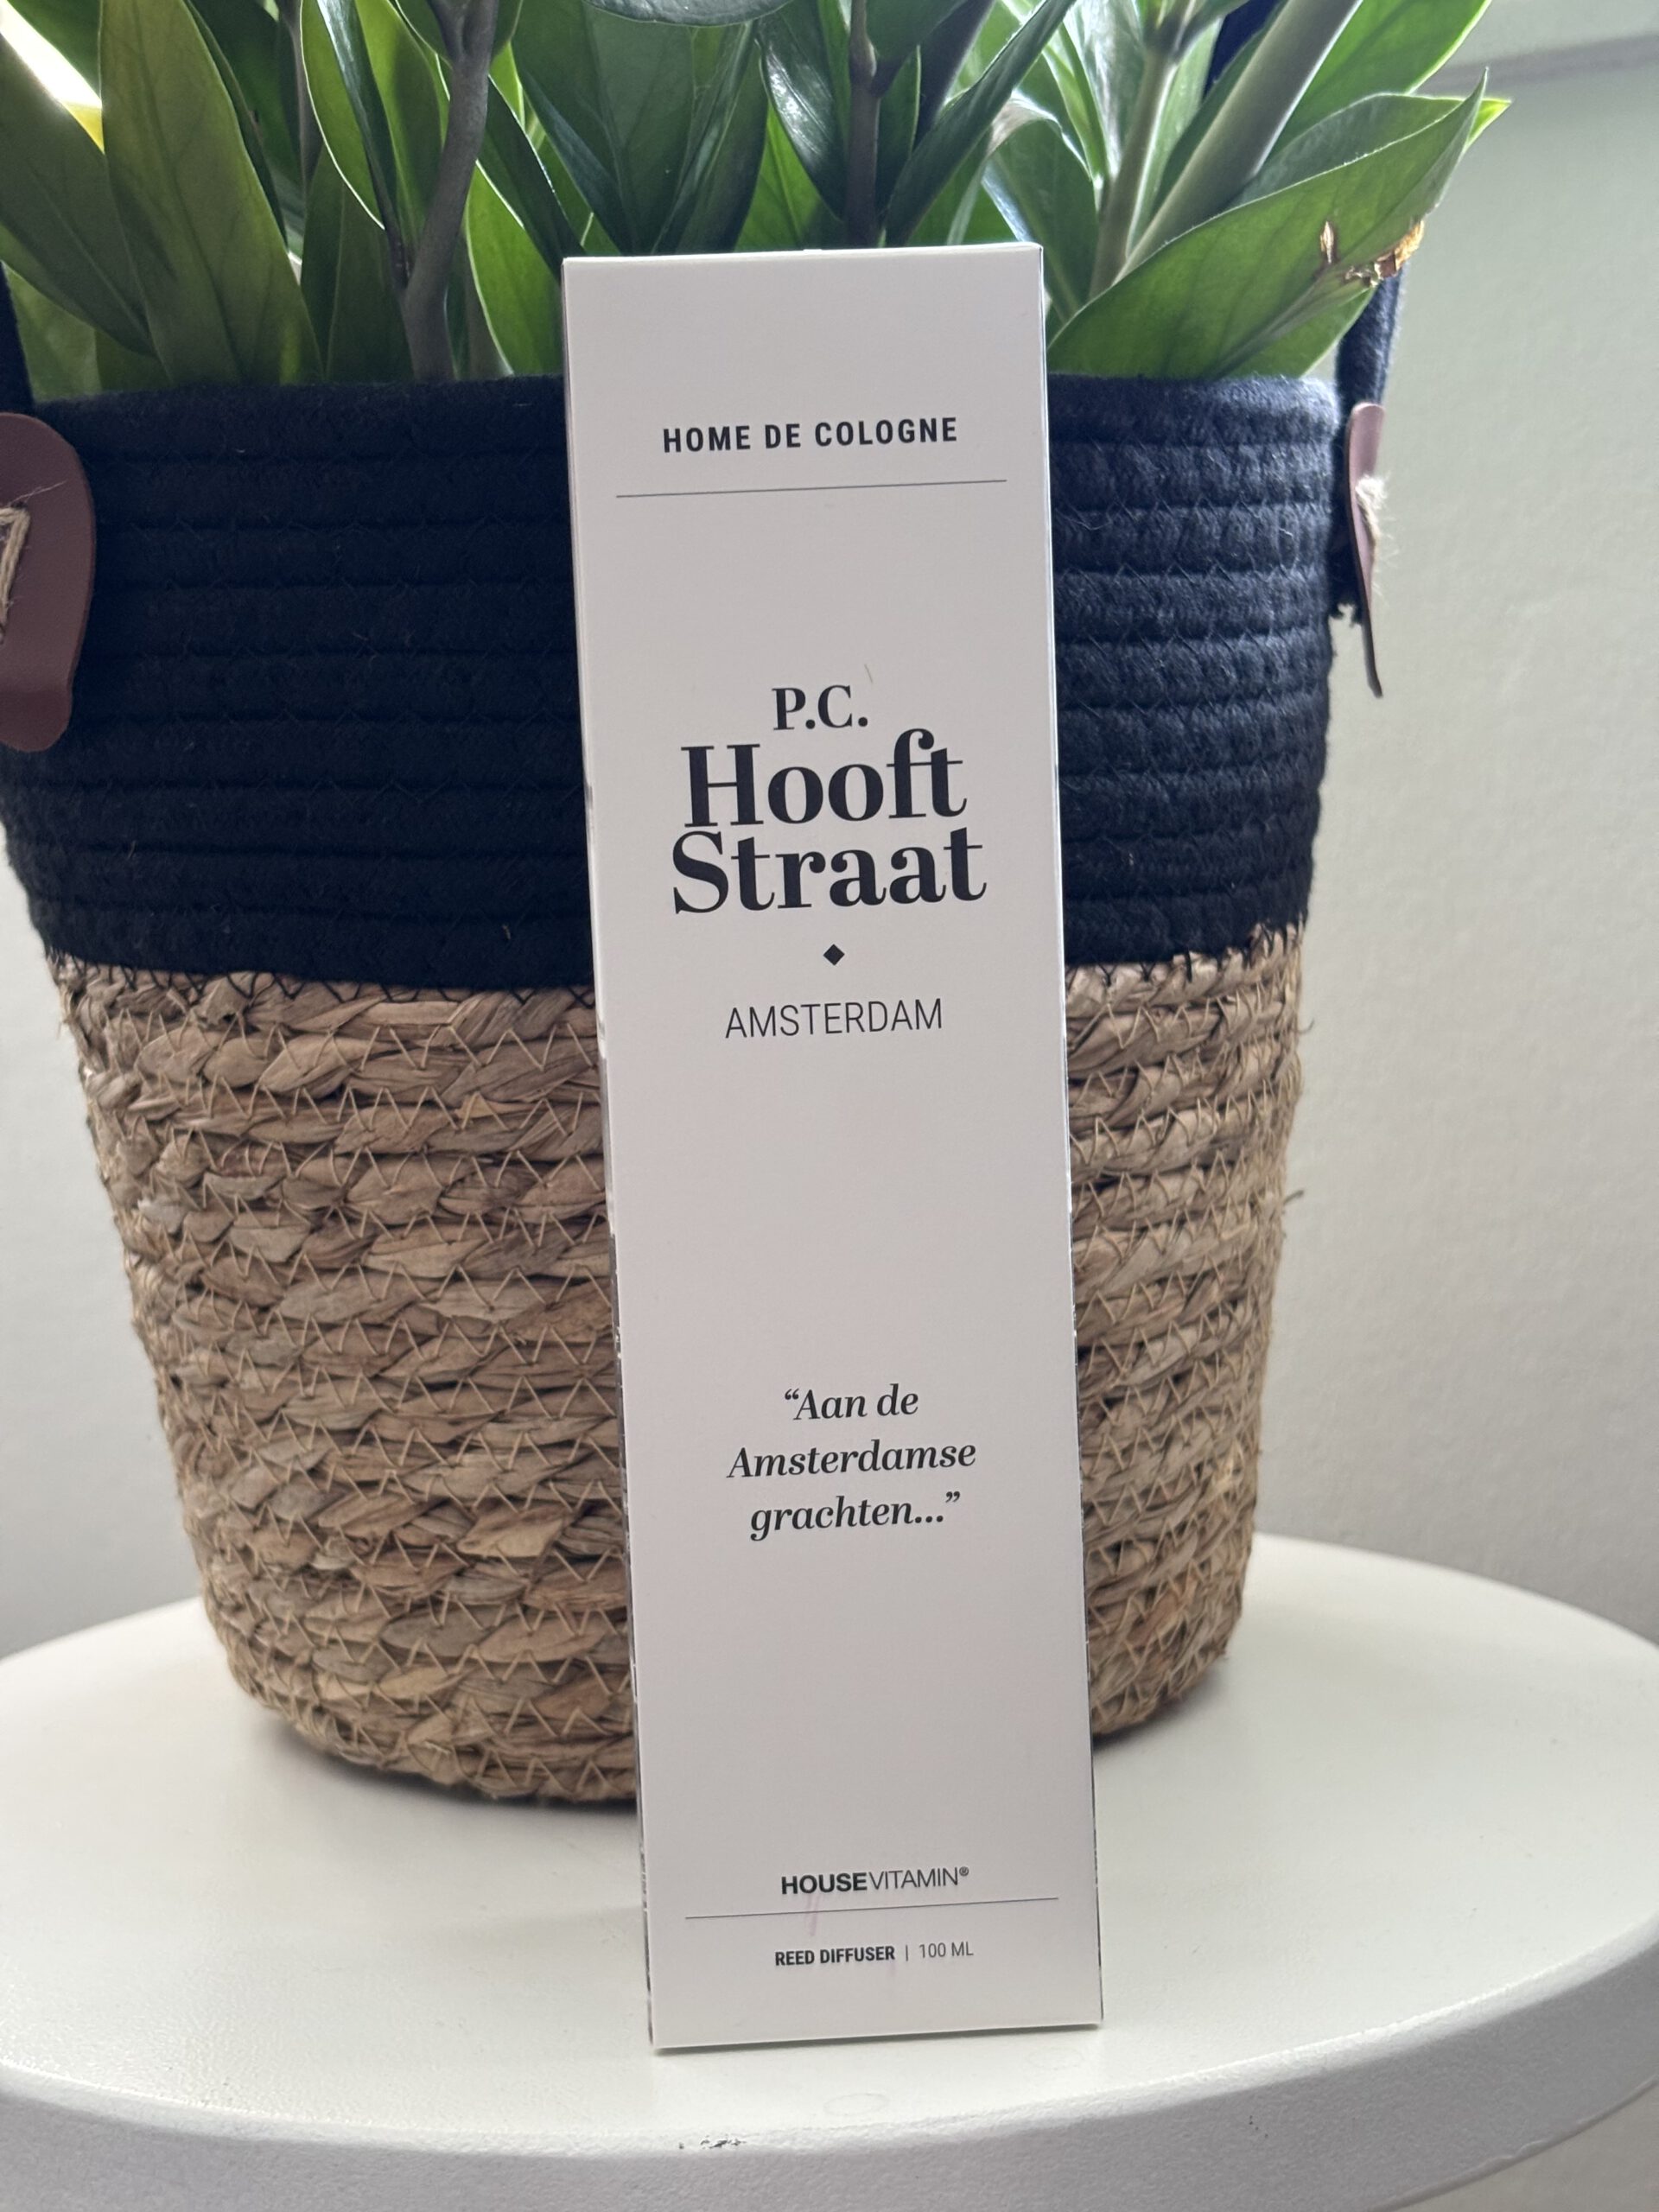 HOME DE COLOGNE
P.C.
Hooft
Straat
AMSTERDAM
“Aan de
Amsterdamse
grachten...”
HOUSEVITAMIN®
REED DIFFUSER | 100 ML